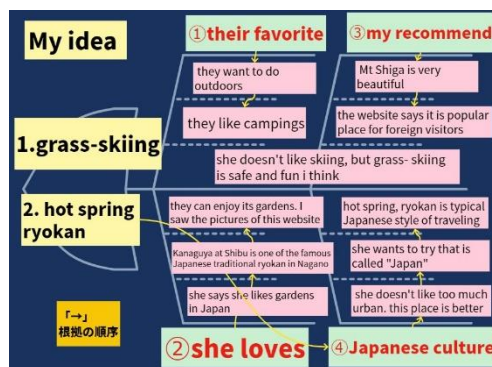 My idea
①their favorite
③my recommend
they want to do
outdoors
Mt Shiga is very
beautiful
they like campings
the website says it is popular
place for foreign visitors
1.grass-skiing
she doesn't like skiing, but grass- skiing
is safe and fun i think
2. hot spring
ryokan
they can enjoy its gardens. I
saw the pictures of this website
hot spring, ryokan is typical
Japanese style of traveling
Kanaguya at Shibu is one of the famous
Japanese traditional ryokan in Nagano
she wants to try that is
called "Japan"
she says she likes gardens
in Japan
she doesn't like too much
urban. this place is better
「→」
根拠の順序
②she loves
④Japanese culture